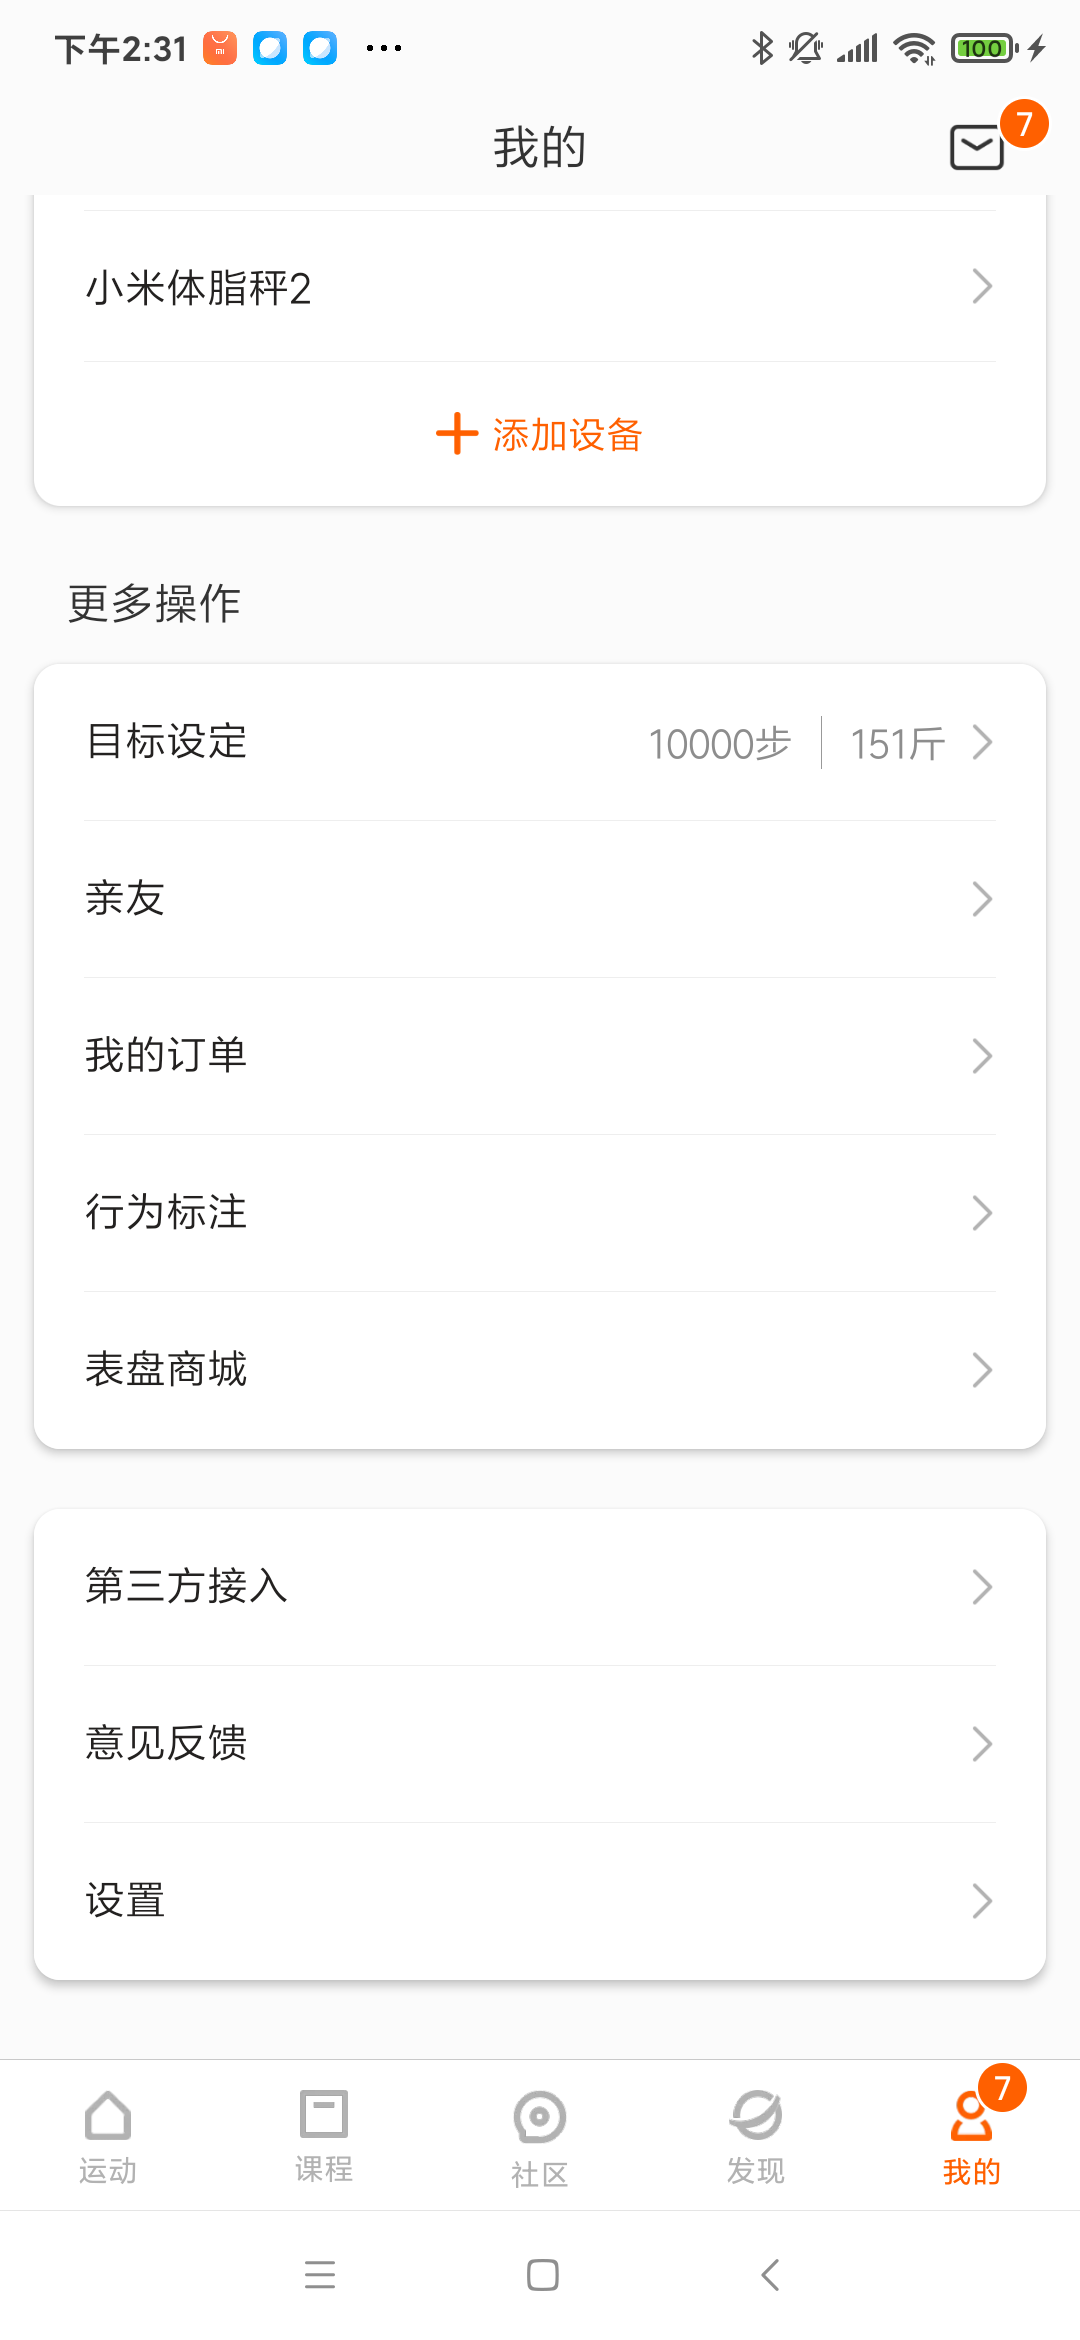 下午2:31
100
我的
7
小米体脂秤2
添加设备
更多操作
目标设定 10000步 151斤
亲友
我的订单
行为标注
表盘商城
第三方接入
意见反馈
设置
7
运动 课程 社区 发现 我的